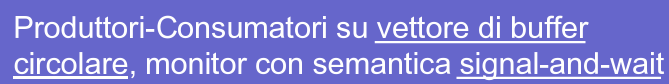 Produttori-Consumatori su vettore di buffer
circolare, monitor con semantica signal-and-wait